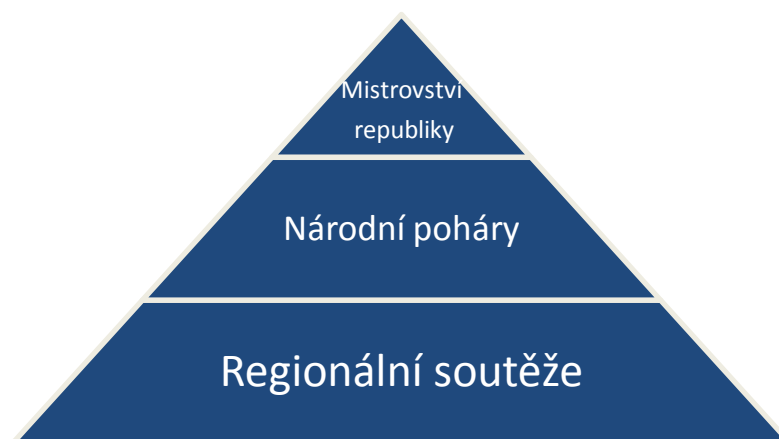 Mistrovství
republiky
Národní poháry
Regionální soutěže